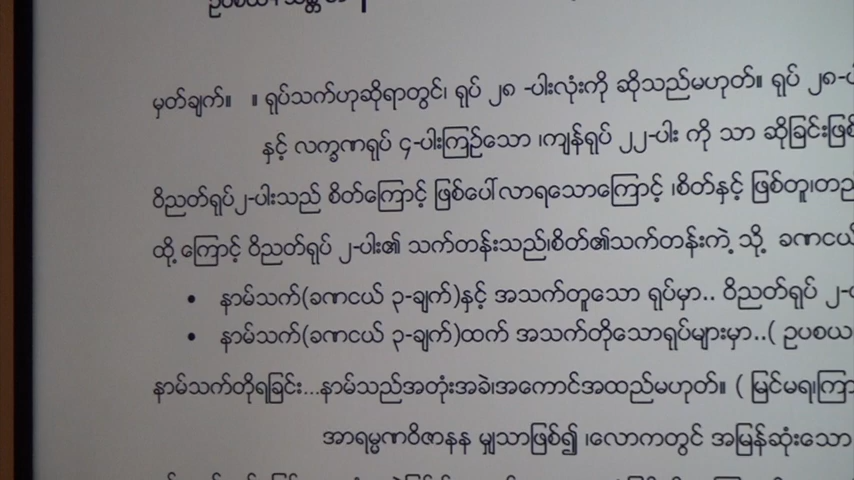 မှတ်ချက်။ ။ ရုပ်သက်ဟုဆိုရာတွင်၊ ရုပ် ၂၈ -ပါးလုံးကို ဆိုသည်မဟုတ်။ ရုပ် ၂၈-ပါ
နှင့် လက္ခဏရုပ် ၄-ပါးကြဉ်သော ၊ကျန်ရုပ် ၂၂-ပါး ကို သာ ဆိုခြင်းဖြစ်
ဝိညတ်ရုပ်၂-ပါးသည် စိတ်ကြောင့် ဖြစ်ပေါ်လာရသောကြောင့် ၊စိတ်နှင့် ဖြစ်တူ၊တည
ထို့ကြောင့် ဝိညတ်ရုပ် ၂-ပါး၏ သက်တန်းသည်၊စိတ်၏သက်တန်းကဲ့ သို့ ခဏငယ်
• နာမ်သက်(ခဏငယ် ၃-ချက်)နှင့် အသက်တူသော ရုပ်မှာ.. ဝိညတ်ရုပ် ၂-
• နာမ်သက်(ခဏငယ် ၃-ချက်)ထက် အသက်တိုသောရုပ်များမှာ..( ဥပစယ
နာမ်သက်တိုရခြင်း...နာမ်သည်အတုံးအခဲ၊အကောင်အထည်မဟုတ်။ ( မြင်မရ၊ကြာ
အာရမ္မဏဝိဇာနန မျှသာဖြစ်၍ ၊လောကတွင် အမြန်ဆုံးသော